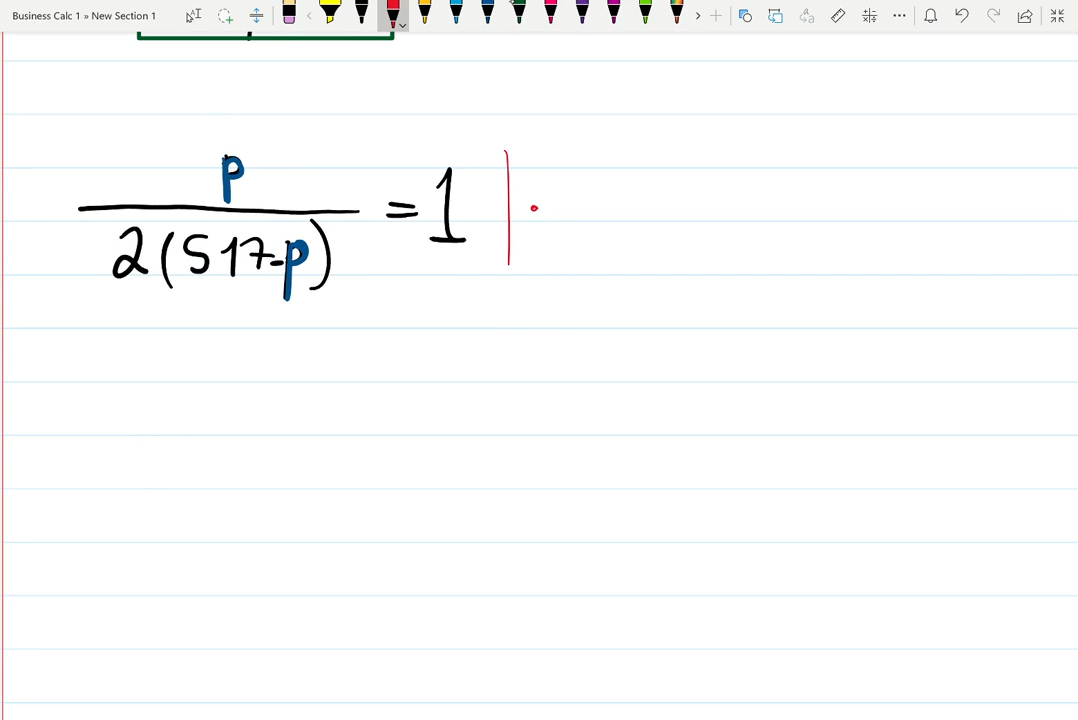 Business Calc 1 » New Section 1
p
2(517-p)
= 1 | ·